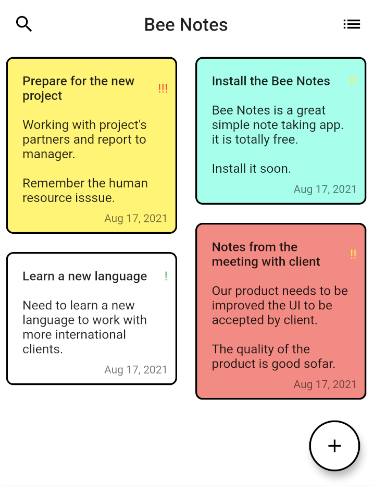 Bee Notes
Prepare for the new
project
!!!
Working with project's
partners and report to
manager.
Remember the human
resource isssue.
Aug 17, 2021
Install the Bee Notes
!!
Bee Notes is a great
simple note taking app.
it is totally free.
Install it soon.
Aug 17, 2021
Learn a new language
!
Need to learn a new
language to work with
more international
clients.
Aug 17, 2021
Notes from the
meeting with client
!!
Our product needs to be
improved the UI to be
accepted by client.
The quality of the
product is good sofar.
Aug 17, 2021